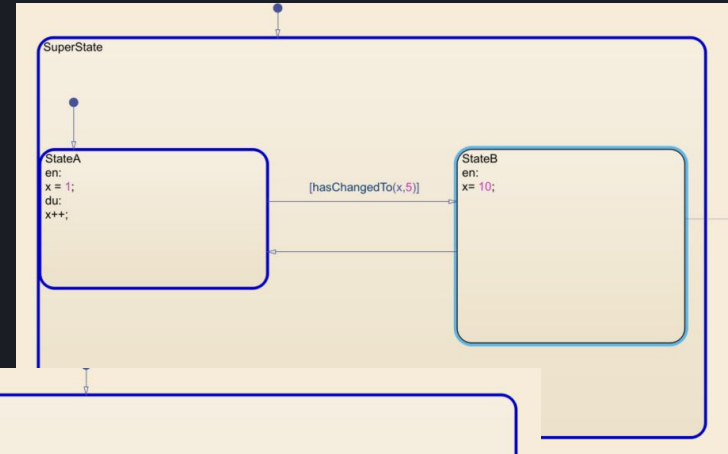 SuperState
StateA
en:
x = 1;
du:
x++;
[hasChangedTo(x,5)]
StateB
en:
x= 10;